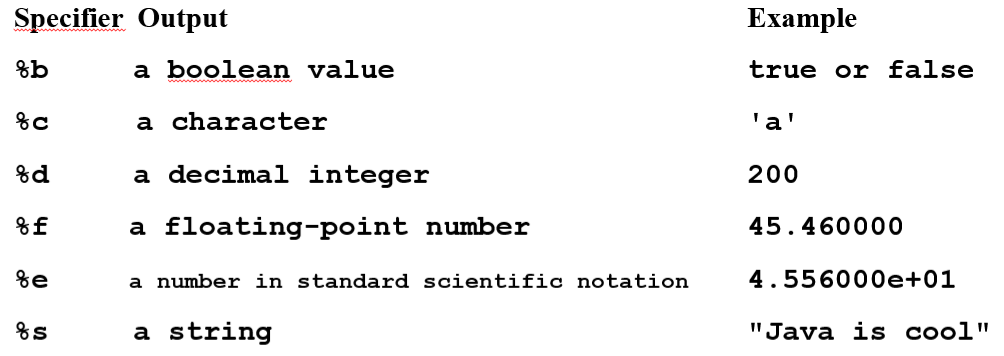 Specifier Output Example
%b a boolean value true or false
%c a character 'a'
%d a decimal integer 200
%f a floating-point number 45.460000
%e a number in standard scientific notation 4.556000e+01
%s a string "Java is cool"